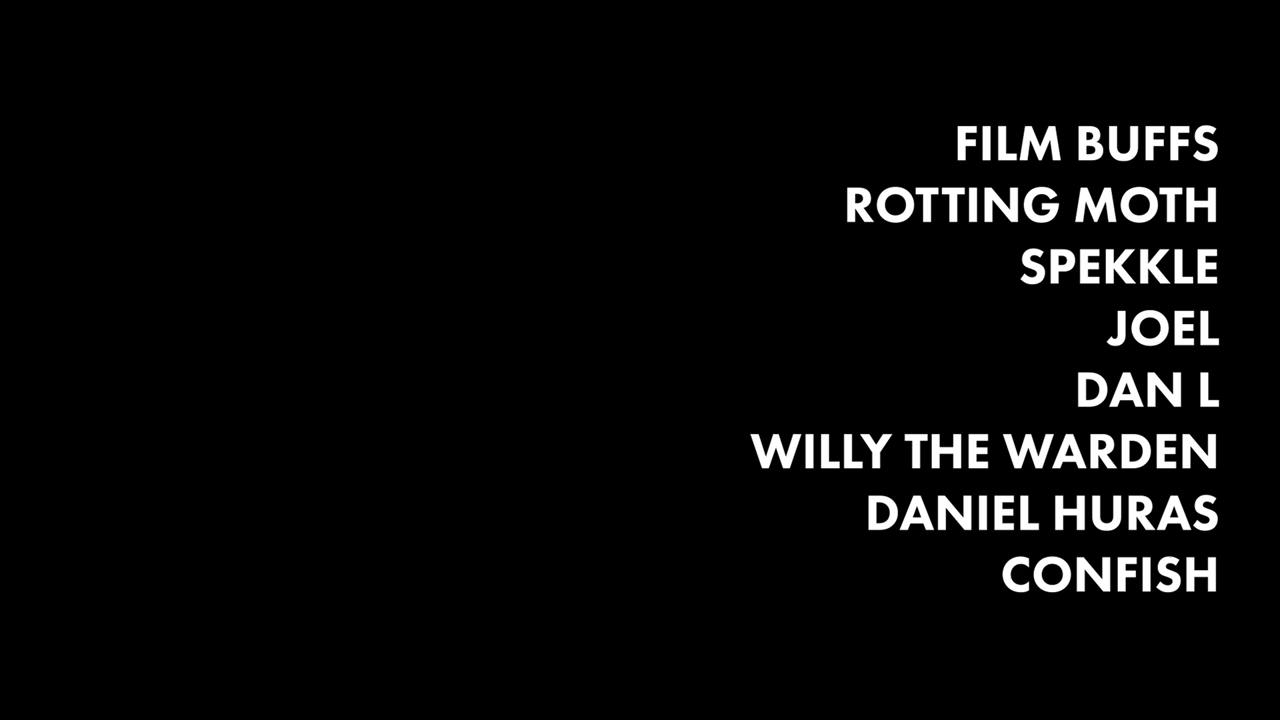 FILM BUFFS
ROTTING MOTH
SPEKKLE
JOEL
DAN L
WILLY THE WARDEN
DANIEL HURAS
CONFISH